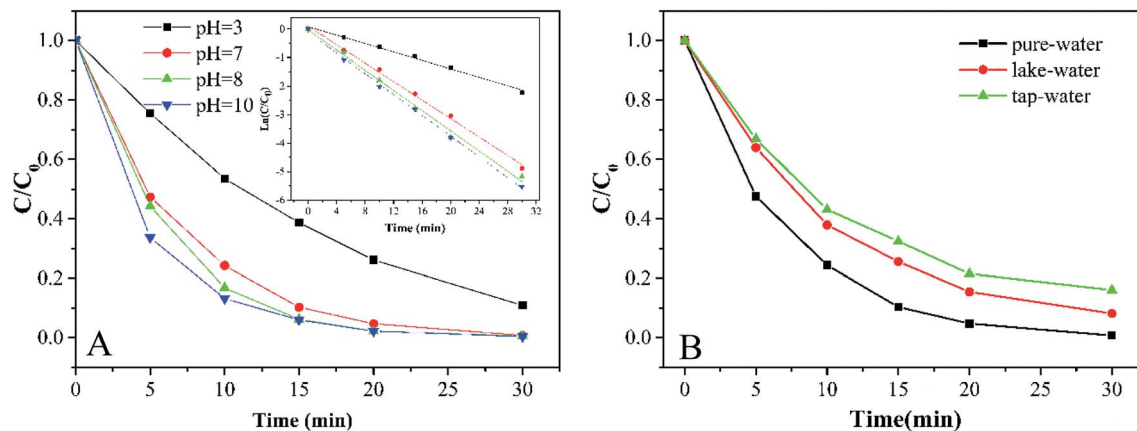 pH=3
pH=7
pH=8
pH=10
1.0
0.8
0.6
0.4
0.2
0.0
C/C0
0
5
10
15
20
25
30
Time (min)
A
0
-1
-2
-3
-4
-5
-6
Ln(C/C0)
0 4 8 12 16 20 24 28 32
Time (min)
pure-water
lake-water
tap-water
1.0
0.8
0.6
0.4
0.2
0.0
C/C0
0
5
10
15
20
25
30
Time(min)
B